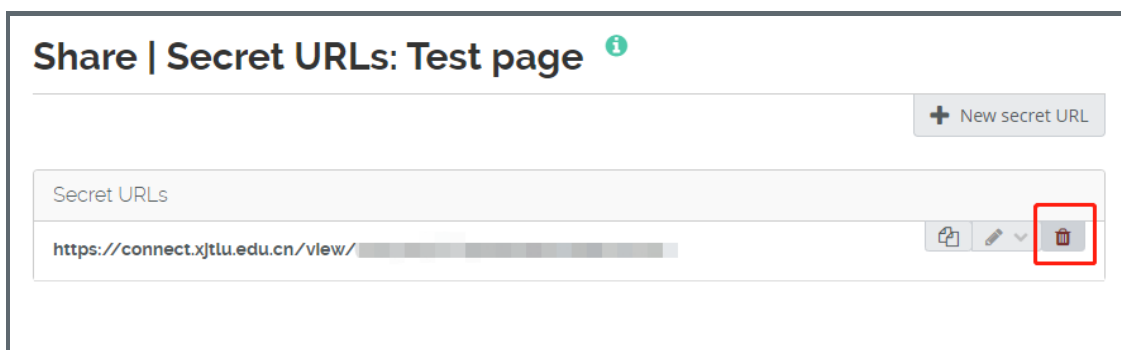 Share | Secret URLs: Test page
New secret URL
Secret URLs
https://connect.xjtlu.edu.cn/view/